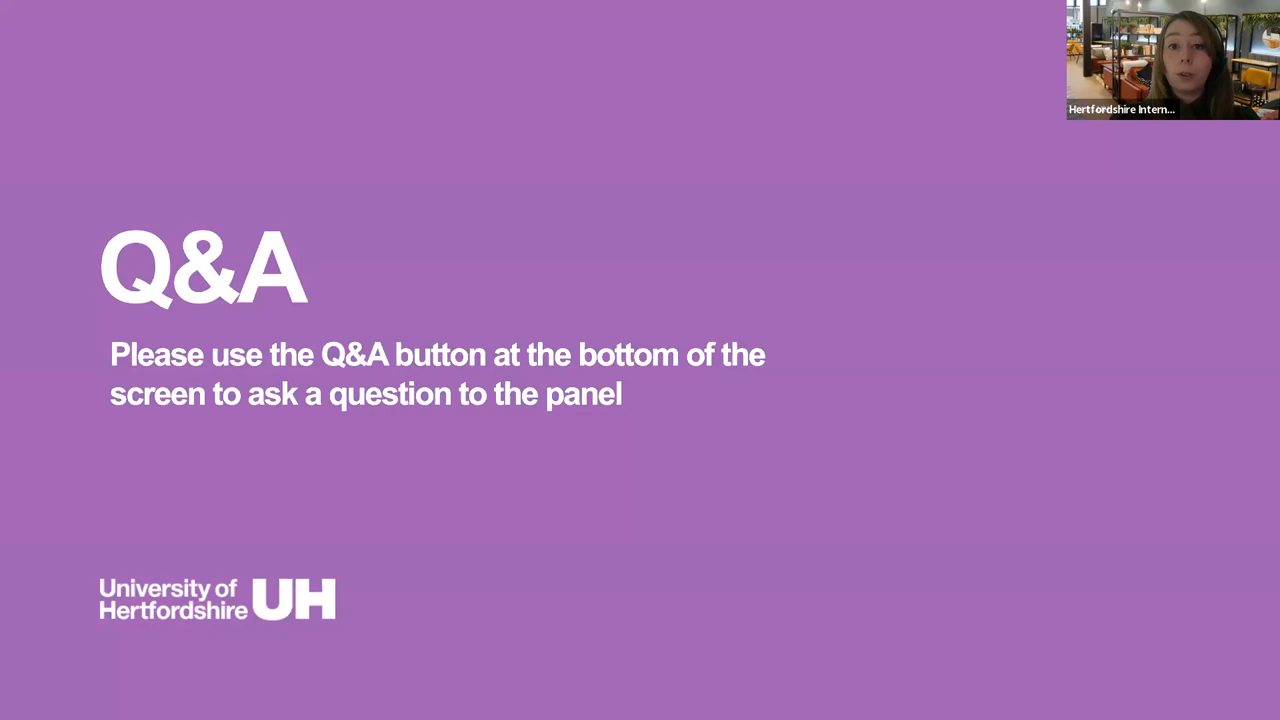 Hertfordshire Intern...
Q&A
Please use the Q&A button at the bottom of the
screen to ask a question to the panel
University of
Hertfordshire UH